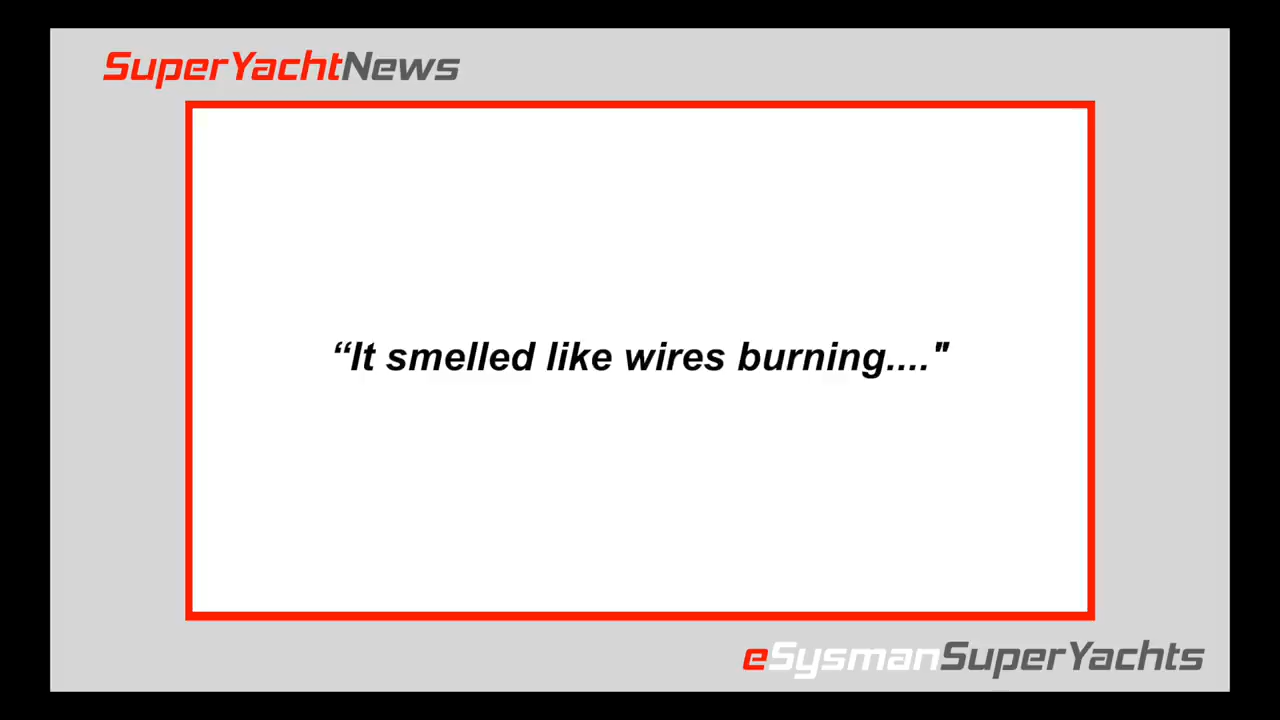 SuperYachtNews
“It smelled like wires burning...."
eSysmanSuperYachts